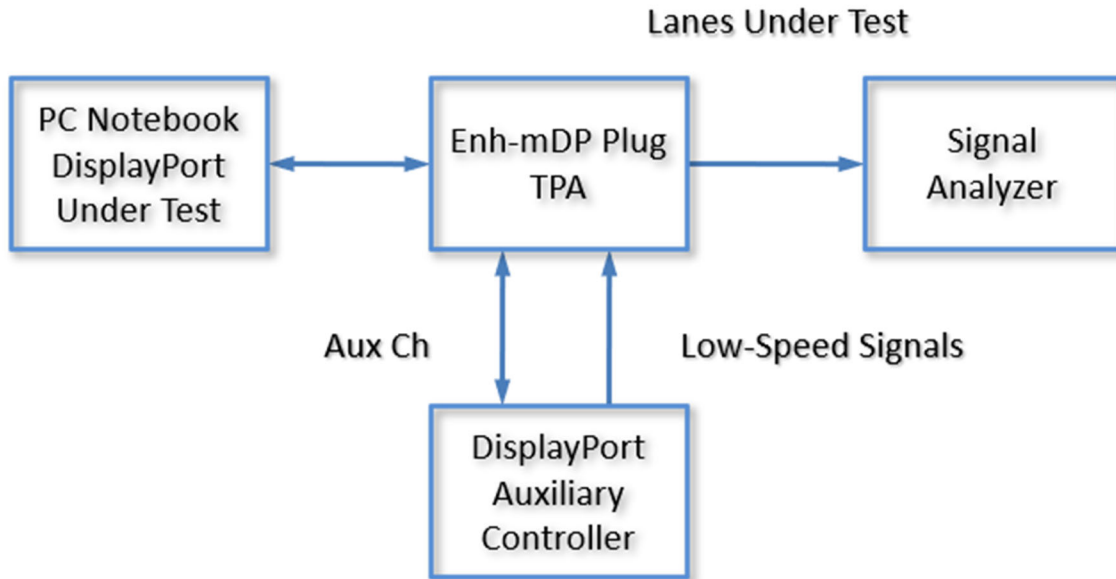 Lanes Under Test
PC Notebook
DisplayPort
Under Test
Enh-mDP Plug
TPA
Signal
Analyzer
Aux Ch
Low-Speed Signals
DisplayPort
Auxiliary
Controller